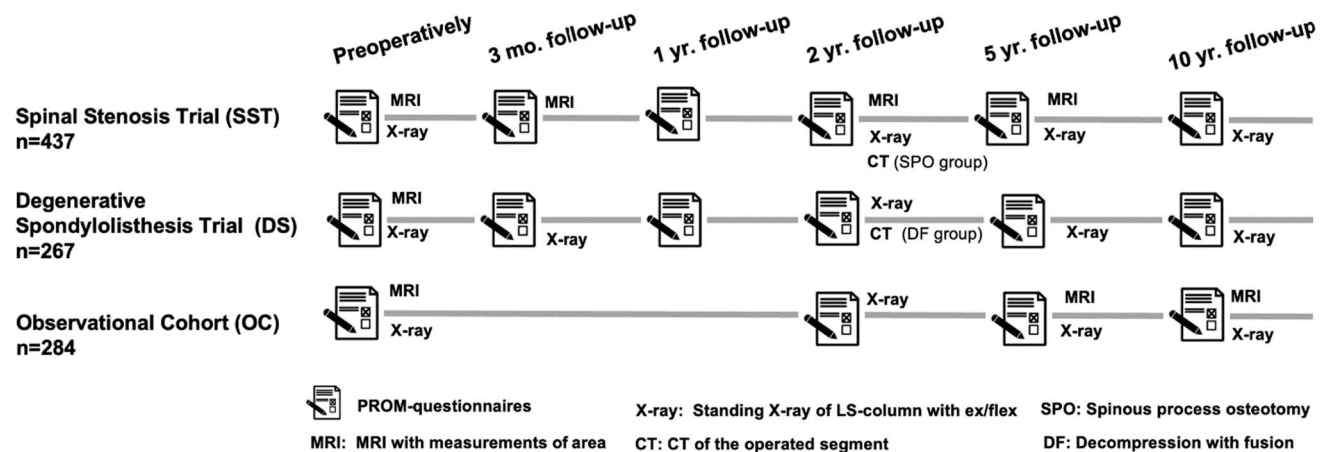 Preoperatively
3 mo. follow-up
1 yr. follow-up
2 yr. follow-up
5 yr. follow-up
10 yr. follow-up
Spinal Stenosis Trial (SST)
n=437
MRI
X-ray
MRI
MRI
X-ray
CT (SPO group)
MRI
X-ray
X-ray
Degenerative
Spondylolisthesis Trial (DS)
n=267
MRI
X-ray
X-ray
X-ray
CT (DF group)
X-ray
X-ray
Observational Cohort (OC)
n=284
MRI
X-ray
X-ray
MRI
X-ray
MRI
X-ray
PROM-questionnaires
X-ray: Standing X-ray of LS-column with ex/flex
SPO: Spinous process osteotomy
MRI: MRI with measurements of area
CT: CT of the operated segment
DF: Decompression with fusion